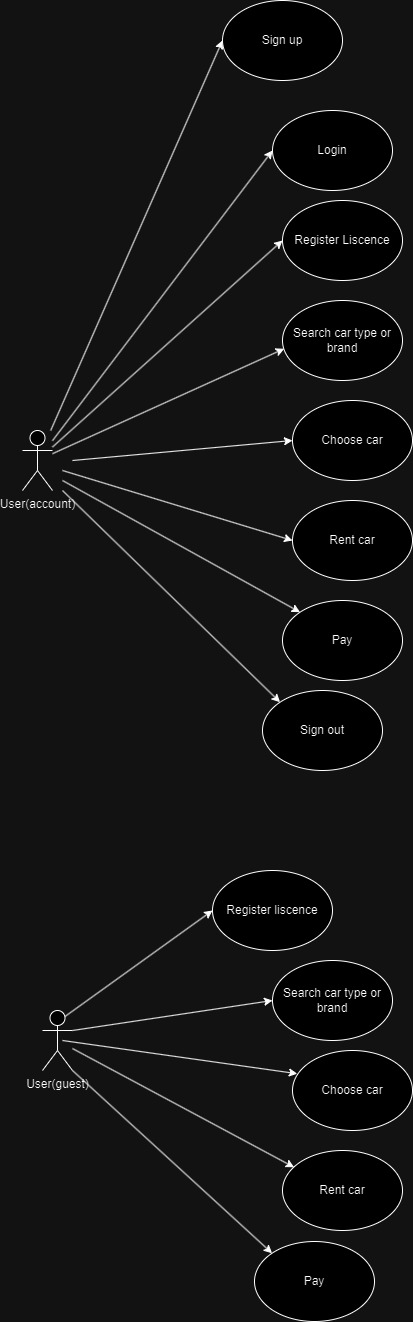 Sign up
Login
Register Liscence
Search car type or
brand
Choose car
User(account)
Rent car
Pay
Sign out
Register liscence
Search car type or
brand
User(guest)
Choose car
Rent car
Pay